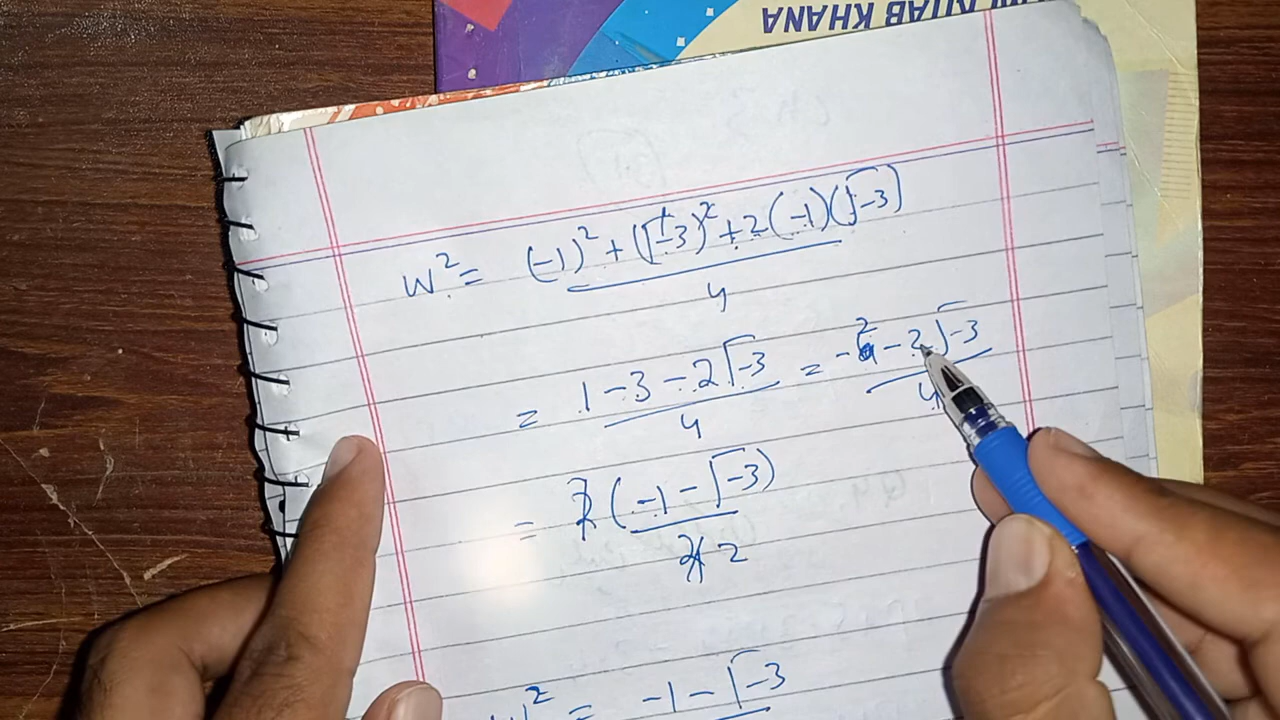 KITAB KHANA
w² = (-1)² + (√-3)² + 2(-1)(√-3) / 4
= 1 - 3 - 2√-3 / 4 = -2 - 2√-3 / 4
= 2(-1 - √-3) / 4 2
w² = -1 - √-3